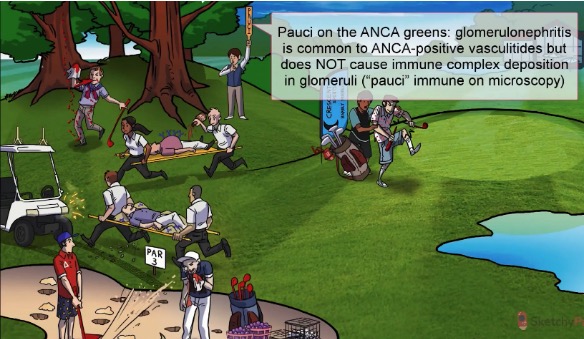 Pauci on the ANCA greens: glomerulonephritis
is common to ANCA-positive vasculitides but
does NOT cause immune complex deposition
in glomeruli ("pauci" immune on microscopy)
PAR
3